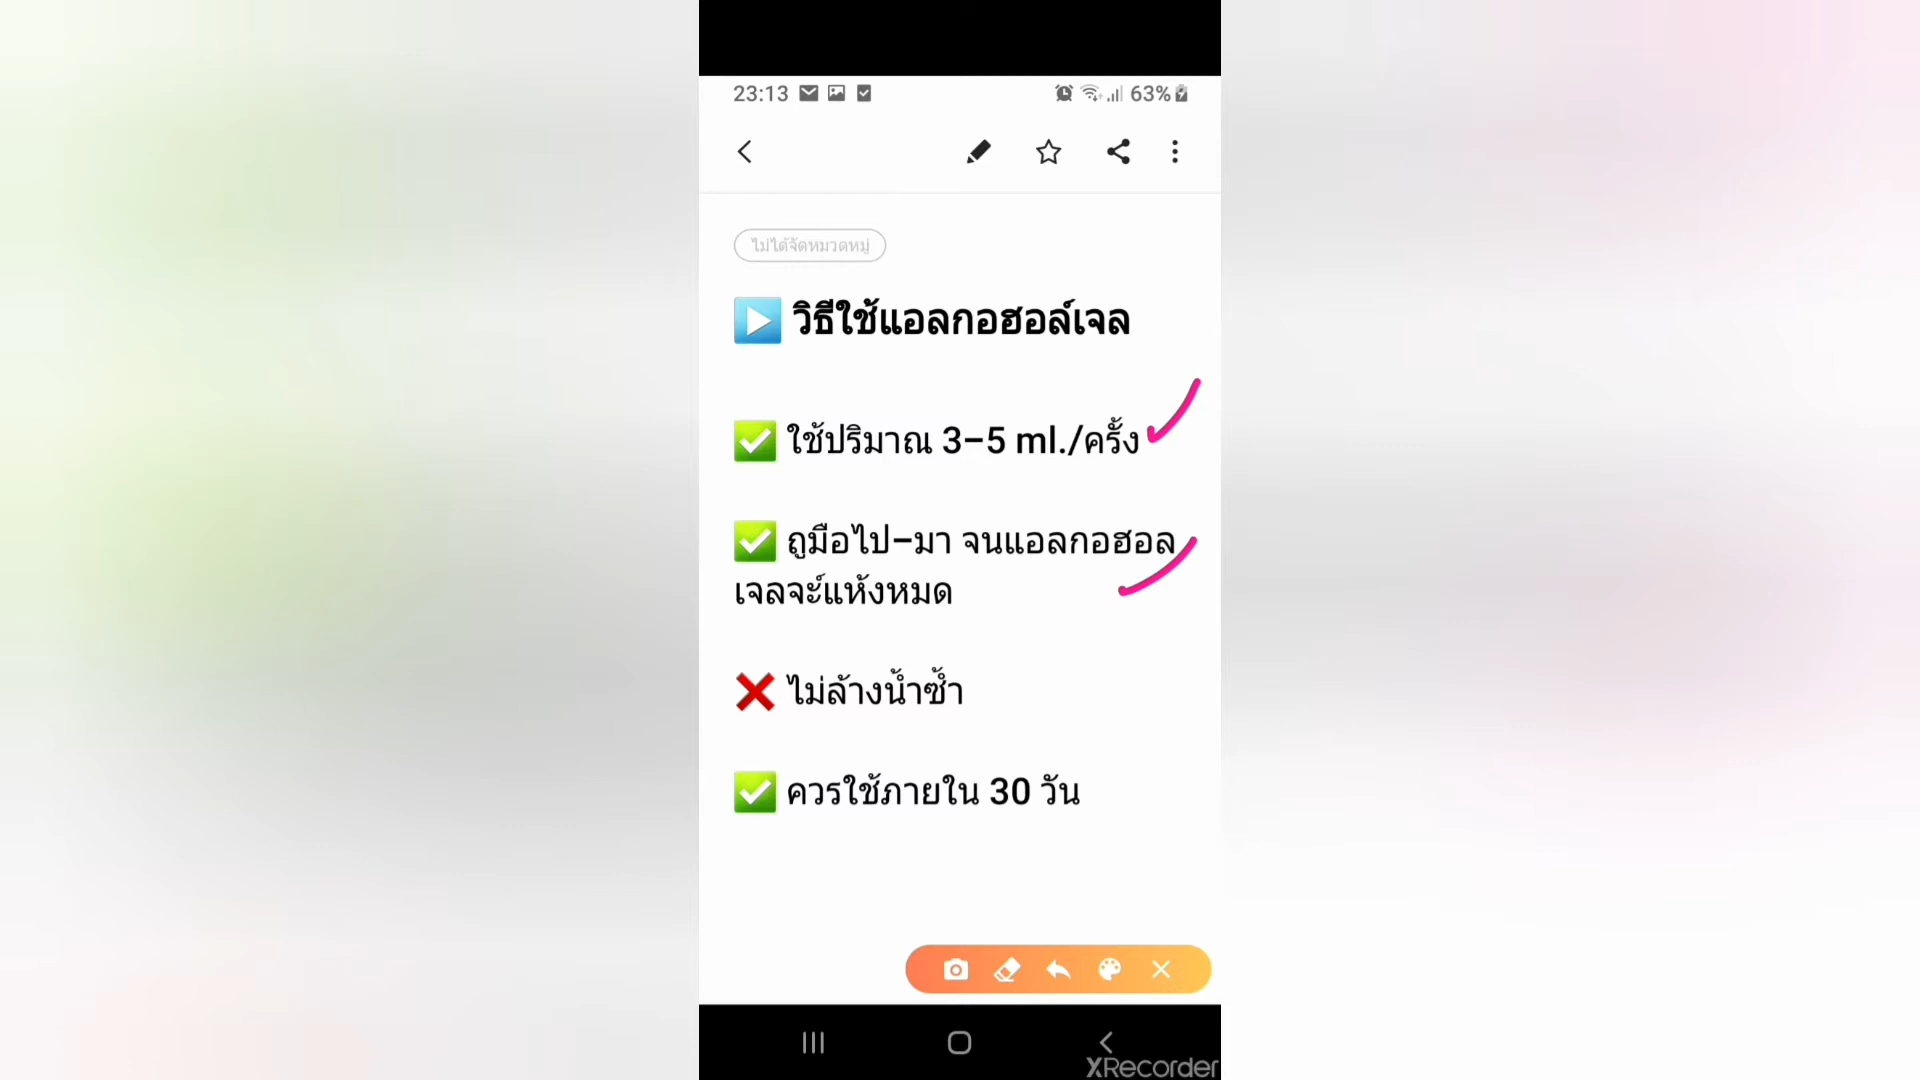 23:13
63%
ไม่ได้จัดหมวดหมู่
วิธีใช้แอลกอฮอล์เจล
ใช้ปริมาณ 3–5 ml./ครั้ง
ถูมือไป–มา จนแอลกอฮอล
เจลจะ์แห้งหมด
ไม่ล้างน้ำซ้ำ
ควรใช้ภายใน 30 วัน
XRecorder